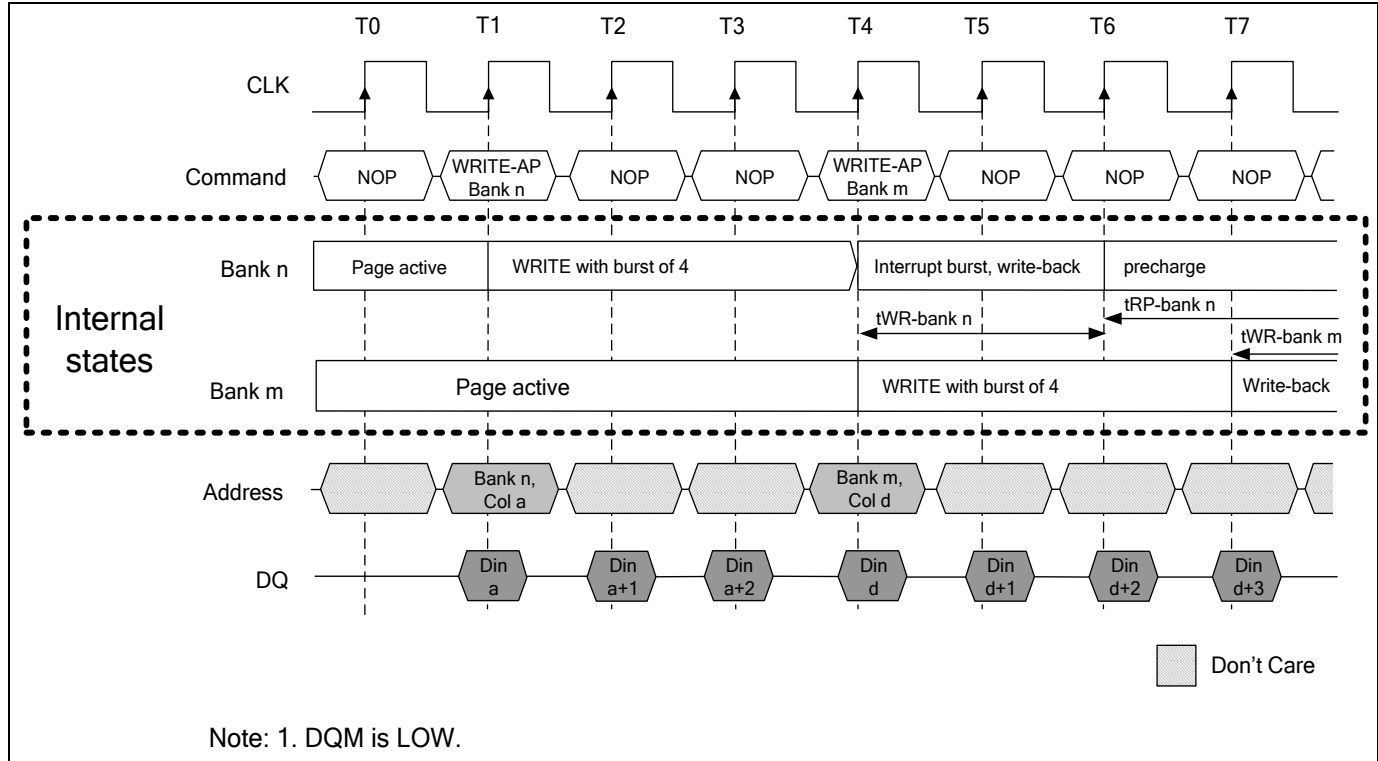 T0 T1 T2 T3 T4 T5 T6 T7
CLK
Command NOP WRITE-AP Bank n NOP NOP WRITE-AP Bank m NOP NOP NOP
Internal states
Bank n Page active WRITE with burst of 4 Interrupt burst, write-back precharge
tWR-bank n tRP-bank n
tWR-bank m
Bank m Page active WRITE with burst of 4 Write-back
Address Bank n, Col a Bank m, Col d
DQ Din a Din a+1 Din a+2 Din d Din d+1 Din d+2 Din d+3
Don't Care
Note: 1. DQM is LOW.